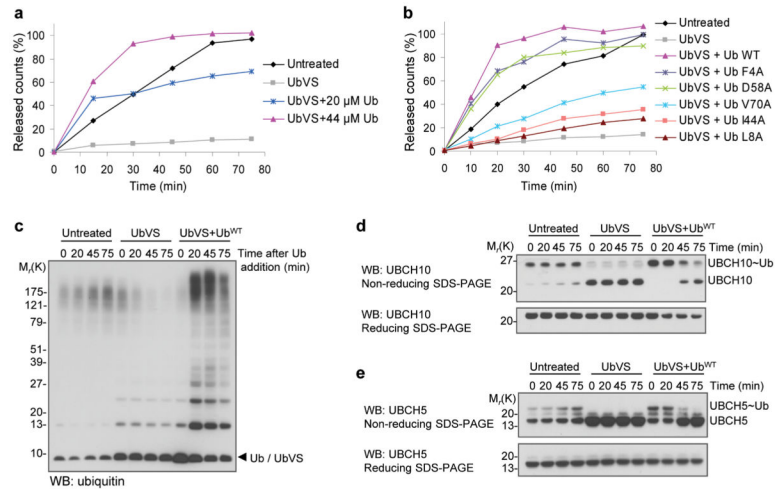 a
Released counts (%)
100
80
60
40
20
0
0 10 20 30 40 50 60 70 80
Time (min)
Untreated
UbVS
UbVS+20 µM Ub
UbVS+44 µM Ub
b
Released counts (%)
100
80
60
40
20
0
0 10 20 30 40 50 60 70 80
Time (min)
Untreated
UbVS
UbVS + Ub WT
UbVS + Ub F4A
UbVS + Ub D58A
UbVS + Ub V70A
UbVS + Ub I44A
UbVS + Ub L8A
c
Untreated UbVS UbVS+Ub^WT
0 20 45 75 0 20 45 75 0 20 45 75 Time after Ub
addition (min)
Mr(K)
175-
121-
79-
51-
39-
27-
20-
13-
10-
◄ Ub / UbVS
WB: ubiquitin
d
Untreated UbVS UbVS+Ub^WT
Mr(K) 0 20 45 75 0 20 45 75 0 20 45 75 Time (min)
WB: UBCH10
Non-reducing SDS-PAGE
27-
20-
UBCH10~Ub
UBCH10
WB: UBCH10
Reducing SDS-PAGE
20-
e
Untreated UbVS UbVS+Ub^WT
Mr(K) 0 20 45 75 0 20 45 75 0 20 45 75 Time (min)
WB: UBCH5
Non-reducing SDS-PAGE
20-
13-
UBCH5~Ub
UBCH5
WB: UBCH5
Reducing SDS-PAGE
20-
13-